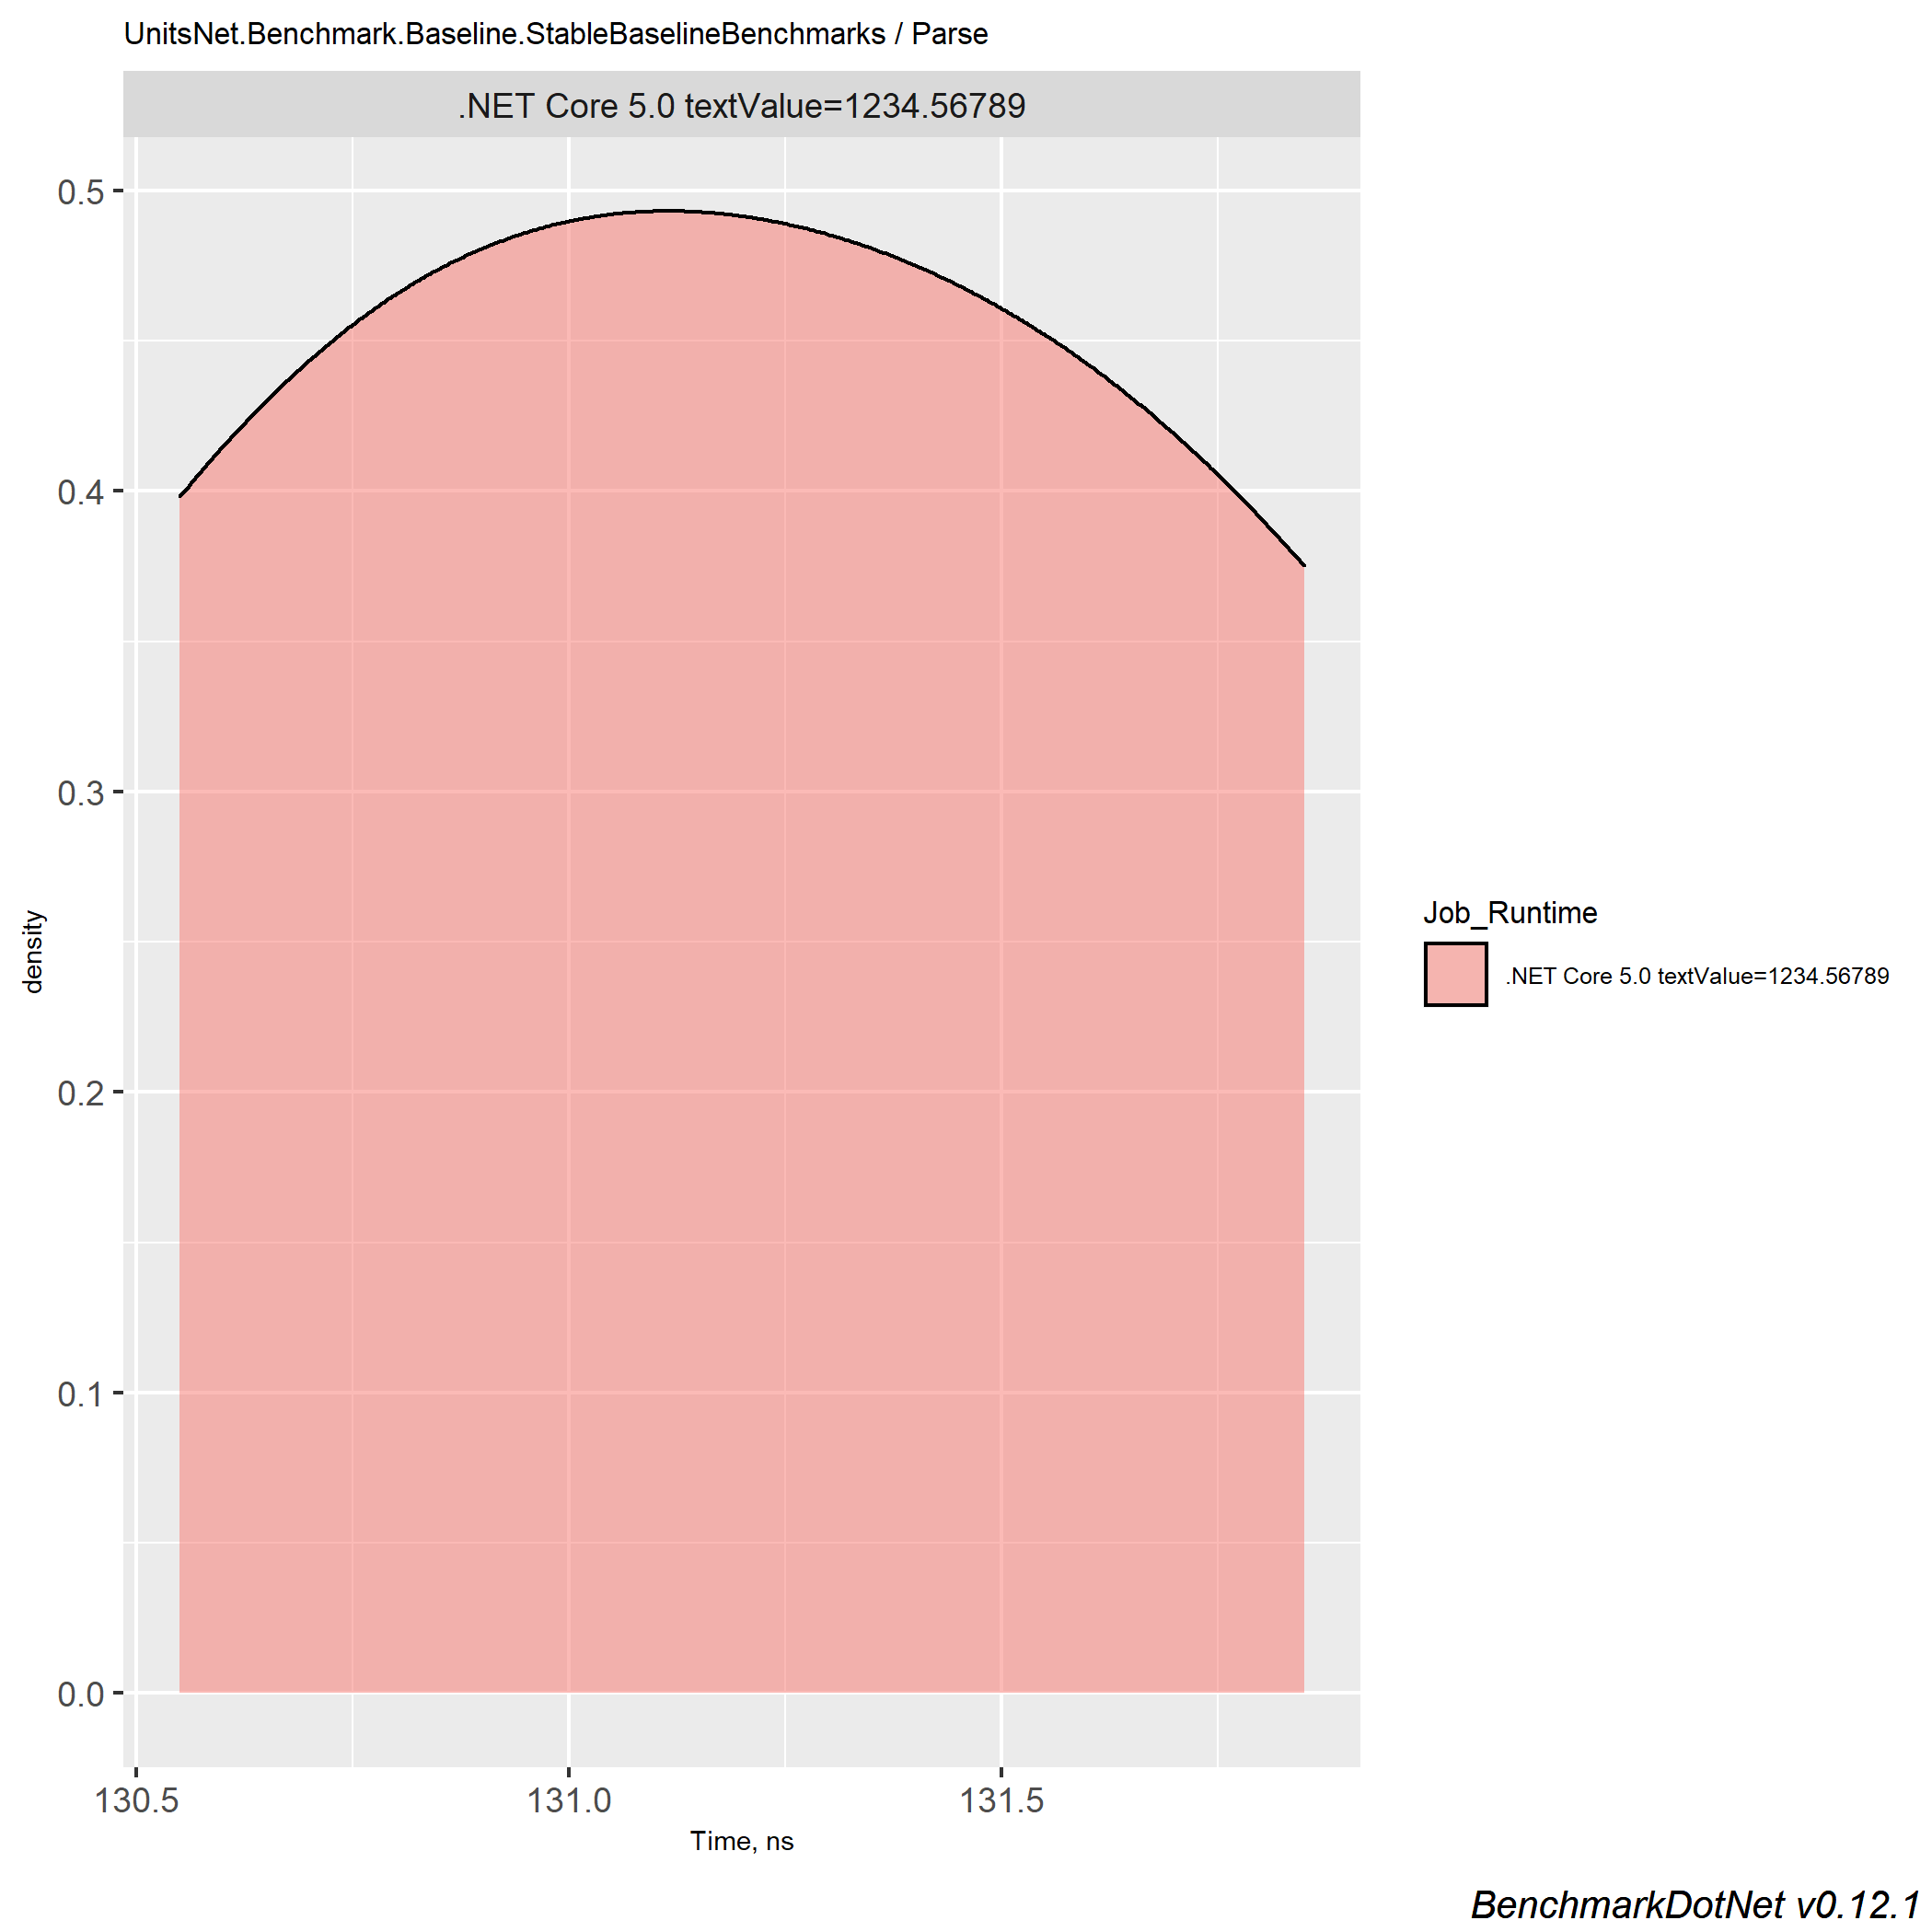 UnitsNet.Benchmark.Baseline.StableBaselineBenchmarks / Parse
.NET Core 5.0 textValue=1234.56789
0.5
0.4
0.3
0.2
0.1
0.0
density
130.5 131.0 131.5
Time, ns
Job_Runtime
.NET Core 5.0 textValue=1234.56789
BenchmarkDotNet v0.12.1